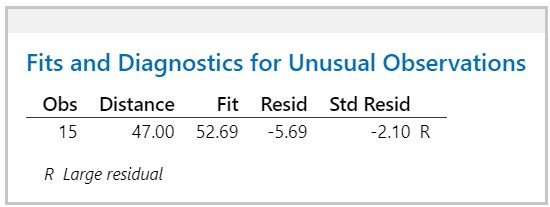 Fits and Diagnostics for Unusual Observations
Obs Distance Fit Resid Std Resid
15 47.00 52.69 -5.69 -2.10 R
R Large residual